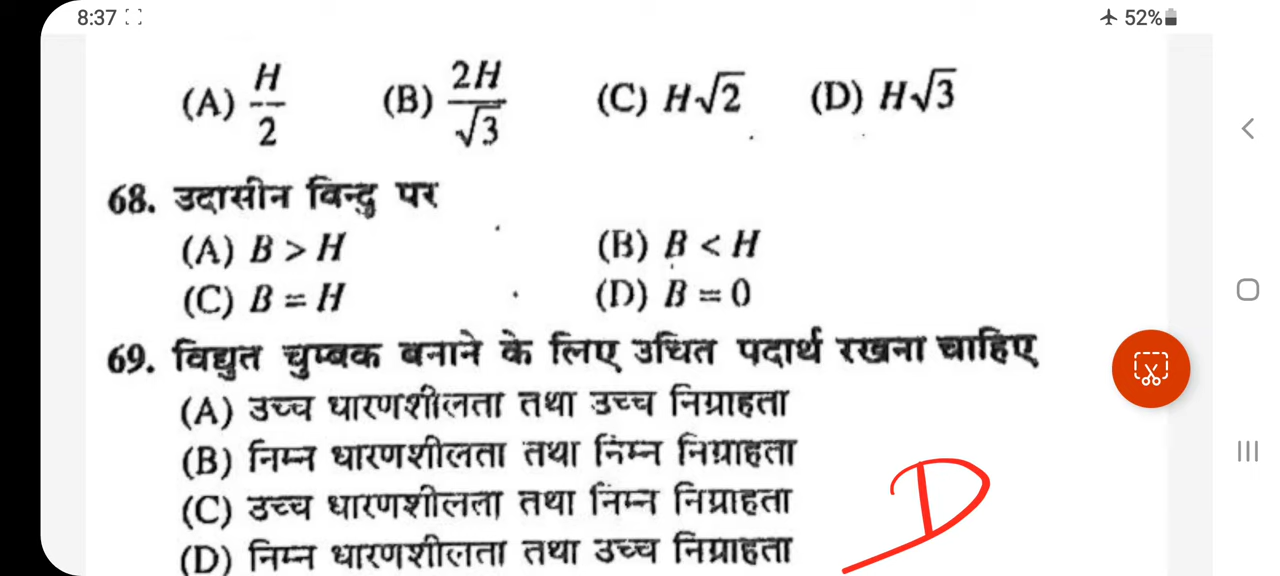 8:37 52%
(A) H/2 (B) 2H/√3 (C) H√2 (D) H√3
68. उदासीन विन्दु पर
(A) B > H (B) B < H
(C) B = H (D) B = 0
69. विद्युत चुम्बक बनाने के लिए उचित पदार्थ रखना चाहिए
(A) उच्च धारणशीलता तथा उच्च निग्राहता
(B) निम्न धारणशीलता तथा निम्न निग्राहता
(C) उच्च धारणशीलता तथा निम्न निग्राहता
(D) निम्न धारणशीलता तथा उच्च निग्राहता
D